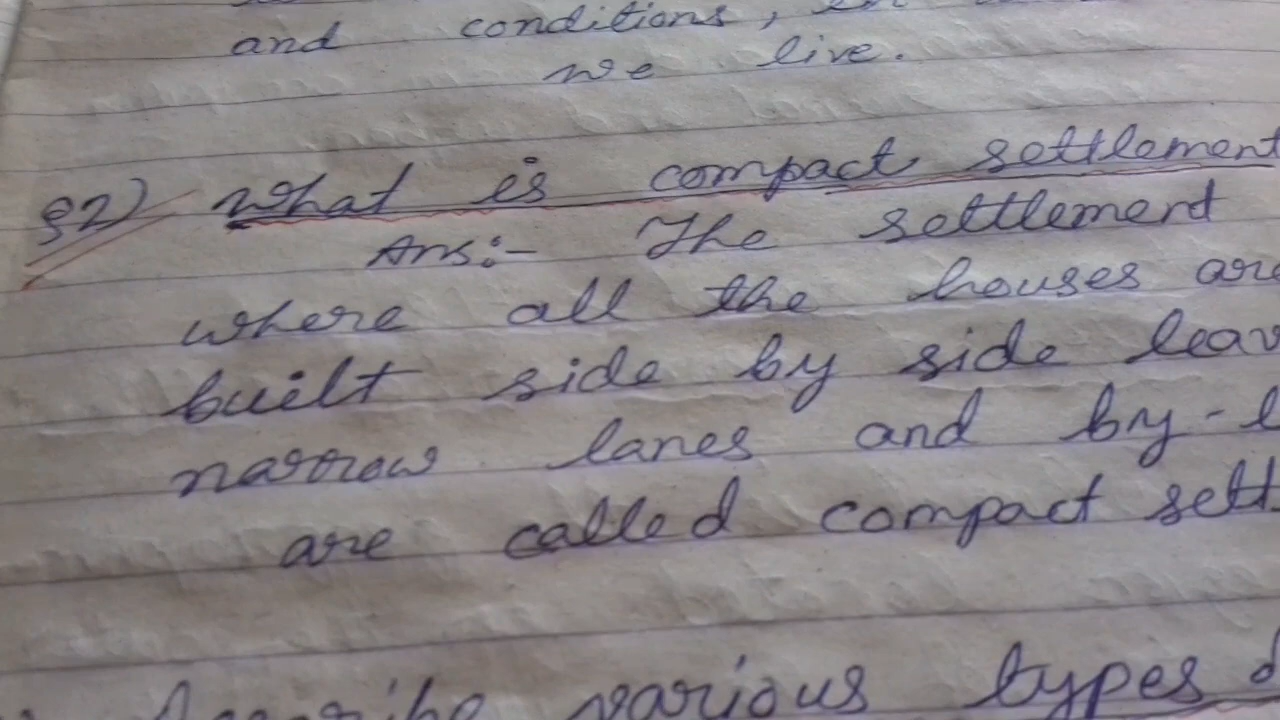 and conditions,
we live.
Q2) What is compact settlement
Ans:- The settlement
where all the houses are
built side by side leav
narrow lanes and by-l
are called compact sett
various types